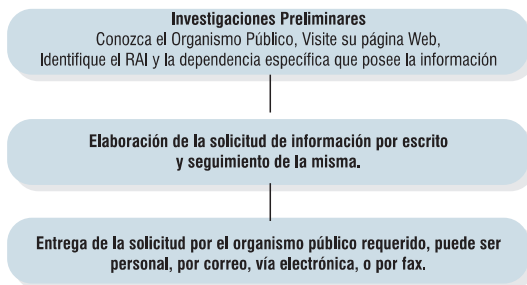 Investigaciones Preliminares
Conozca el Organismo Público, Visite su página Web,
Identifique el RAI y la dependencia específica que posee la información
Elaboración de la solicitud de información por escrito
y seguimiento de la misma.
Entrega de la solicitud por el organismo público requerido, puede ser
personal, por correo, vía electrónica, o por fax.